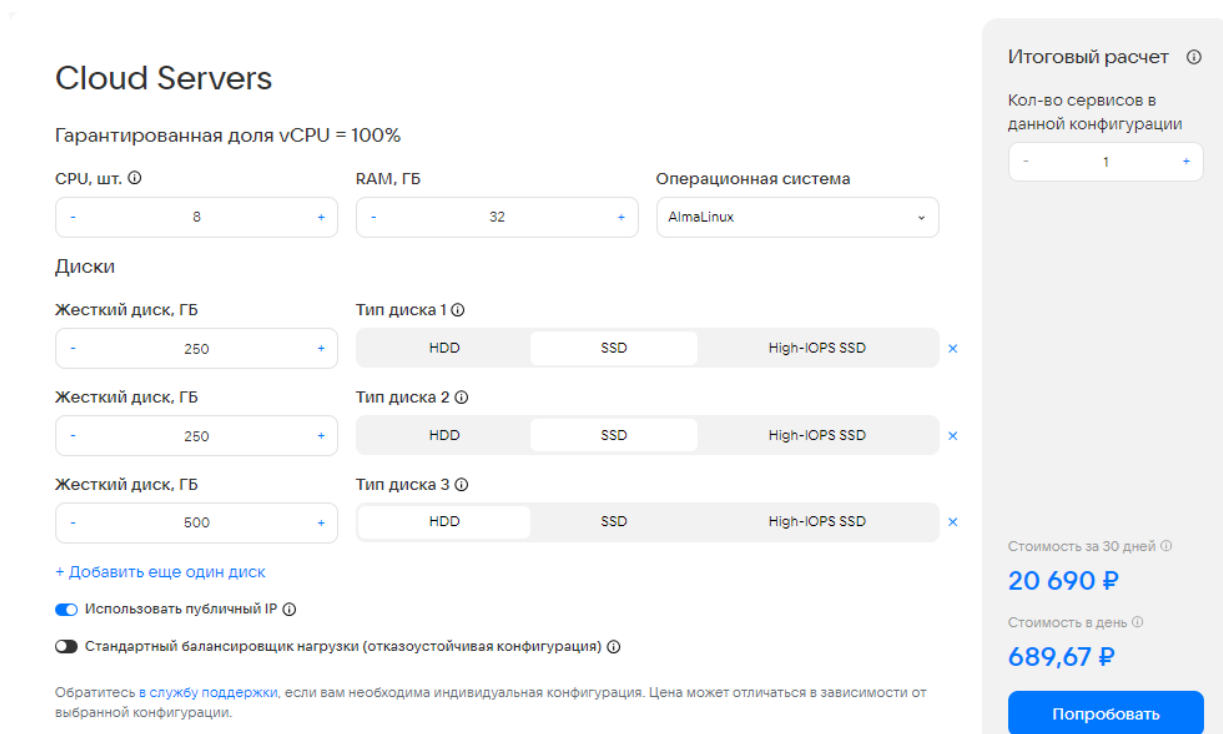 Cloud Servers
Гарантированная доля vCPU = 100%
CPU, шт.
RAM, ГБ
Операционная система
- 8 +
- 32 +
AlmaLinux
Диски
Жесткий диск, ГБ
Тип диска 1
- 250 +
HDD SSD High-IOPS SSD ×
Жесткий диск, ГБ
Тип диска 2
- 250 +
HDD SSD High-IOPS SSD ×
Жесткий диск, ГБ
Тип диска 3
- 500 +
HDD SSD High-IOPS SSD ×
+ Добавить еще один диск
Использовать публичный IP
Стандартный балансировщик нагрузки (отказоустойчивая конфигурация)
Обратитесь в службу поддержки, если вам необходима индивидуальная конфигурация. Цена может отличаться в зависимости от
выбранной конфигурации.
Итоговый расчет
Кол-во сервисов в
данной конфигурации
- 1 +
Стоимость за 30 дней
20 690 ₽
Стоимость в день
689,67 ₽
Попробовать